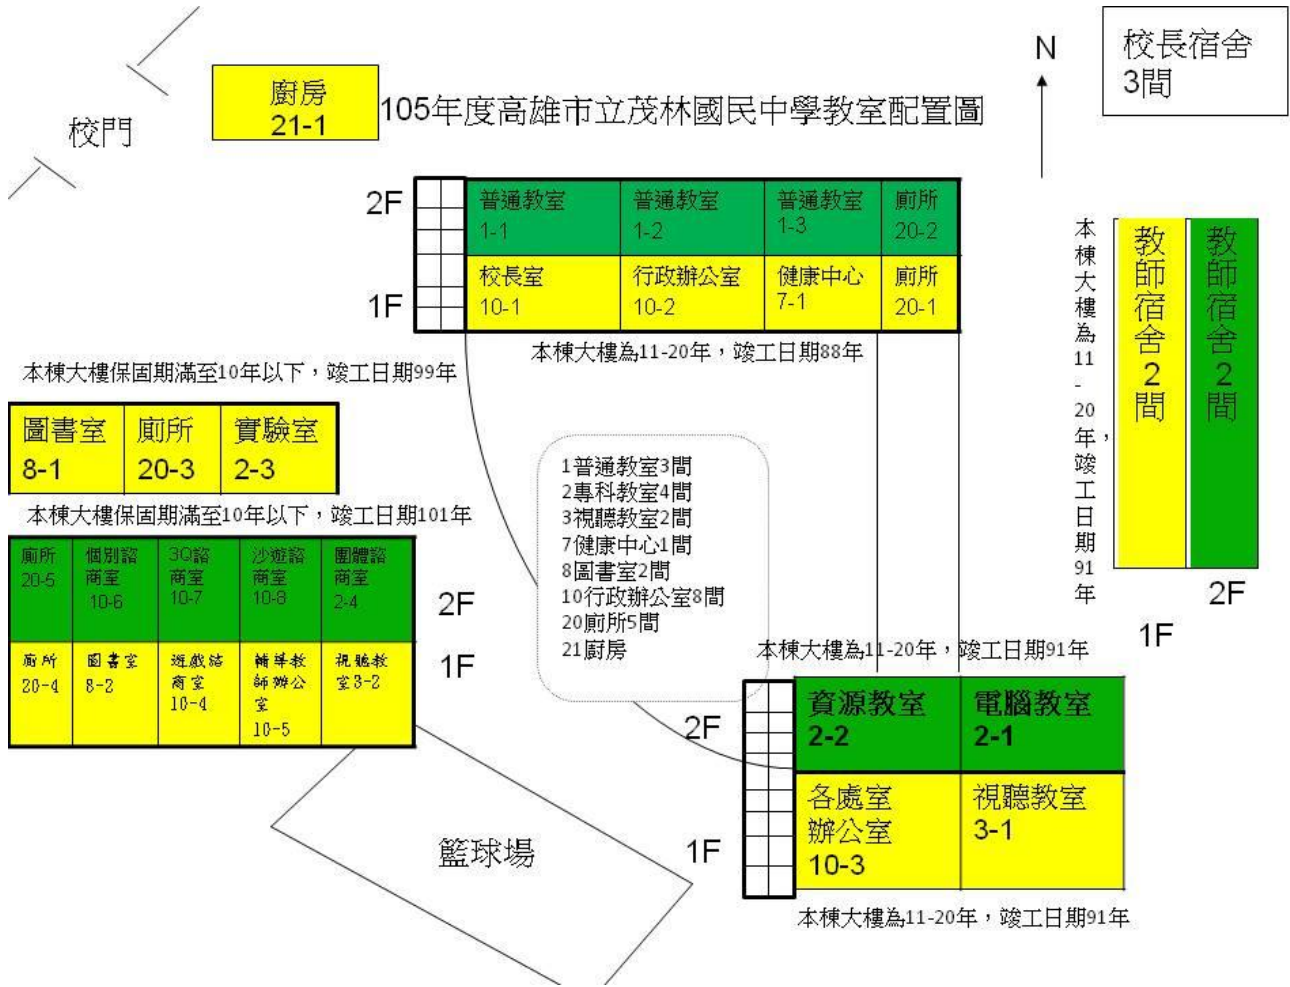 校門
廚房
21-1
105年度高雄市立茂林國民中學教室配置圖
N
校長宿舍
3間
2F
普通教室
1-1
普通教室
1-2
普通教室
1-3
廁所
20-2
1F
校長室
10-1
行政辦公室
10-2
健康中心
7-1
廁所
20-1
本棟大樓為11-20年，竣工日期88年
本棟大樓為11-20年，竣工日期91年
教師宿舍2間
教師宿舍2間
1F
2F
本棟大樓保固期滿至10年以下，竣工日期99年
圖書室
8-1
廁所
20-3
實驗室
2-3
本棟大樓保固期滿至10年以下，竣工日期101年
廁所
20-5
個別諮
商室
10-6
3Q諮
商室
10-7
沙遊諮
商室
10-8
團體諮
商室
2-4
2F
廁所
20-4
圖書室
8-2
遊戲諮
商室
10-4
輔導教
師辦公
室
10-5
視聽教
室3-2
1F
1普通教室3間
2專科教室4間
3視聽教室2間
7健康中心1間
8圖書室2間
10行政辦公室8間
20廁所5間
21廚房
本棟大樓為11-20年，竣工日期91年
2F
資源教室
2-2
電腦教室
2-1
1F
各處室
辦公室
10-3
視聽教室
3-1
本棟大樓為11-20年，竣工日期91年
籃球場